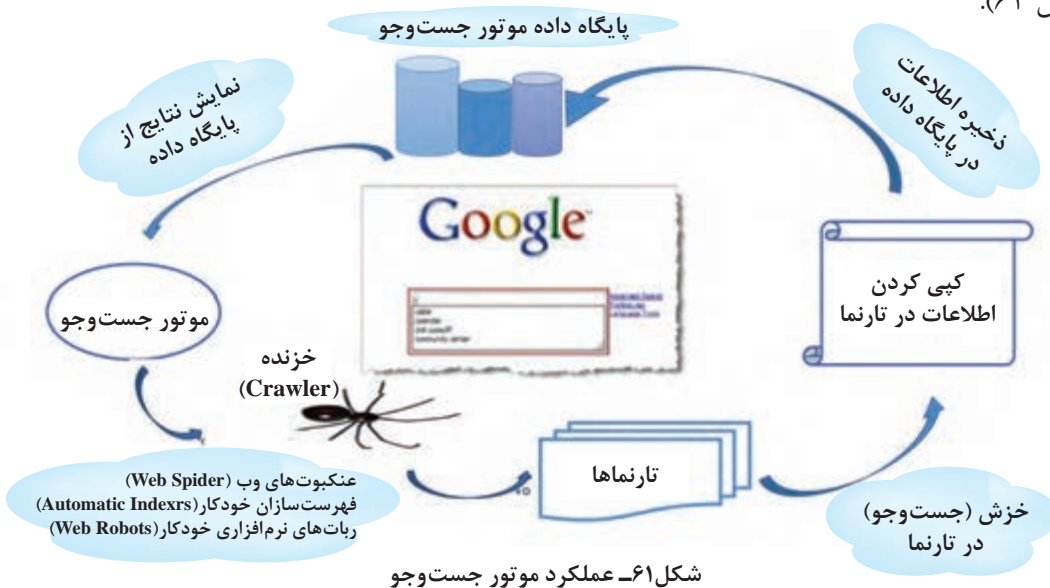 پایگاه داده موتور جست‌وجو
ذخیره اطلاعات
در پایگاه داده
نمایش نتایج از
پایگاه داده
Google
کپی کردن
اطلاعات در تارنما
موتور جست‌وجو
خزنده
(Crawler)
تارنماها
عنکبوت‌های وب (Web Spider)
فهرست‌سازان خودکار(Automatic Indexrs)
ربات‌های نرم‌افزاری خودکار(Web Robots)
خزش (جست‌وجو)
در تارنما
شکل۶۱ــ عملکرد موتور جست‌وجو